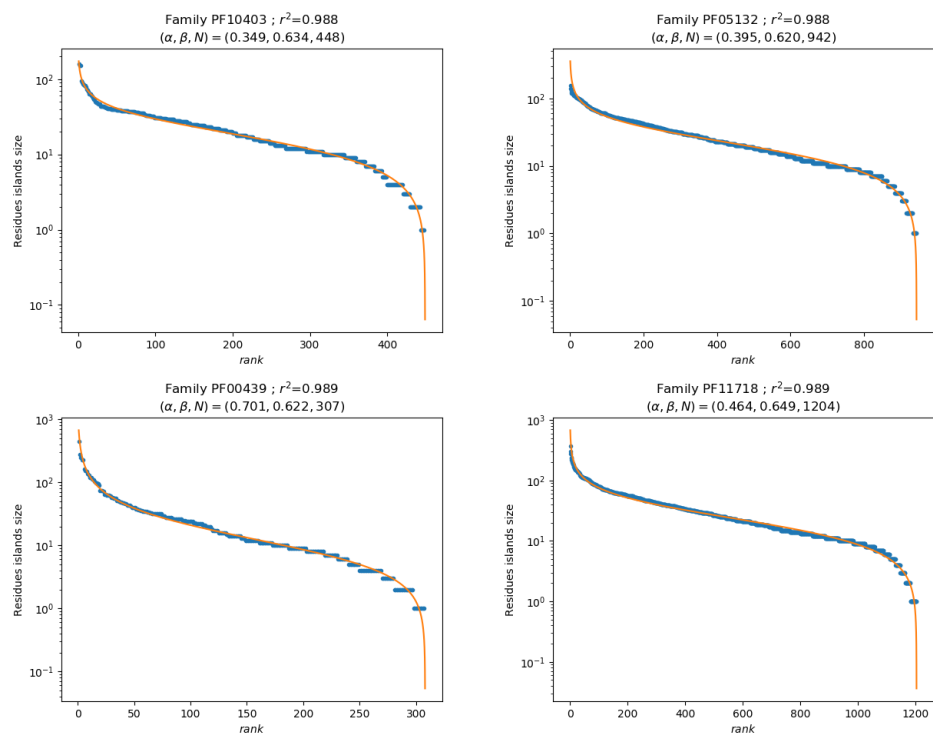 Family PF10403 ; r²=0.988
(α, β, N) = (0.349, 0.634, 448)
Residues islands size
10²
10¹
10⁰
10⁻¹
0 100 200 300 400
rank
Family PF05132 ; r²=0.988
(α, β, N) = (0.395, 0.620, 942)
Residues islands size
10²
10¹
10⁰
10⁻¹
0 200 400 600 800
rank
Family PF00439 ; r²=0.989
(α, β, N) = (0.701, 0.622, 307)
Residues islands size
10³
10²
10¹
10⁰
10⁻¹
0 50 100 150 200 250 300
rank
Family PF11718 ; r²=0.989
(α, β, N) = (0.464, 0.649, 1204)
Residues islands size
10³
10²
10¹
10⁰
10⁻¹
0 200 400 600 800 1000 1200
rank